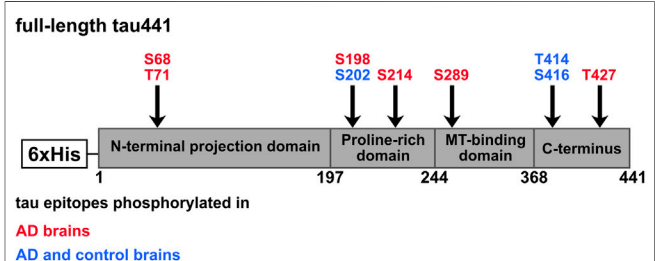 full-length tau441
S68 S198 T414
T71 S202 S214 S289 S416 T427
6xHis
N-terminal projection domain
Proline-rich
domain
MT-binding
domain
C-terminus
1 197 244 368 441
tau epitopes phosphorylated in
AD brains
AD and control brains